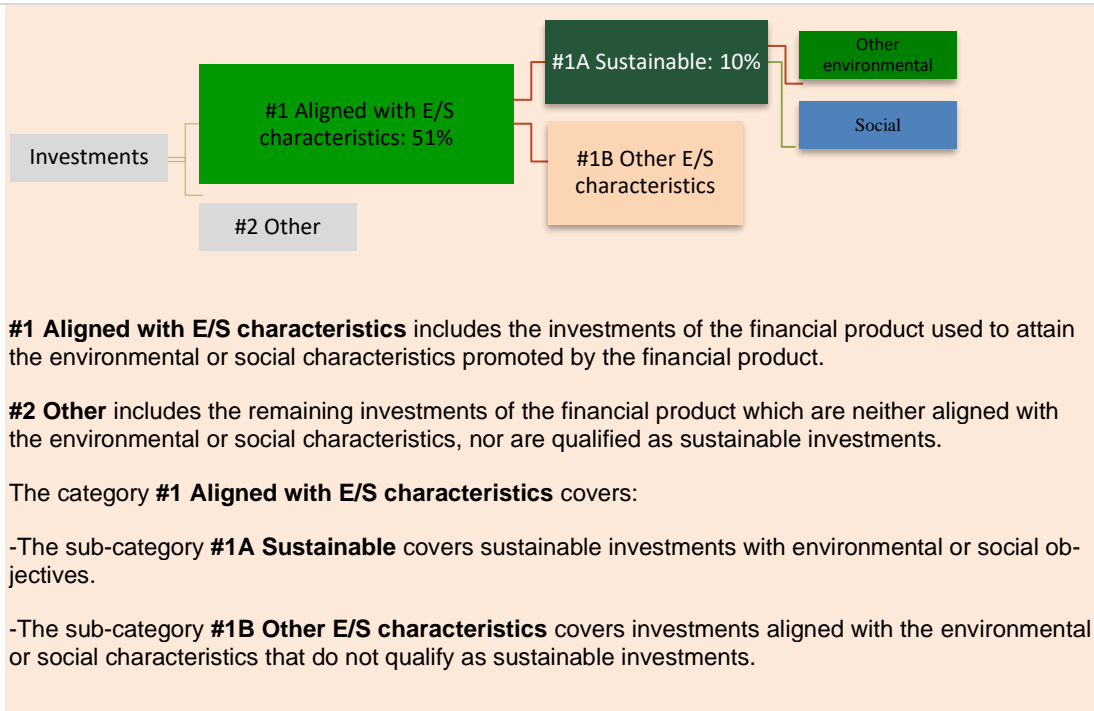 #1A Sustainable: 10%
Other
environmental
#1 Aligned with E/S
characteristics: 51%
Social
Investments
#1B Other E/S
characteristics
#2 Other
#1 Aligned with E/S characteristics includes the investments of the financial product used to attain
the environmental or social characteristics promoted by the financial product.
#2 Other includes the remaining investments of the financial product which are neither aligned with
the environmental or social characteristics, nor are qualified as sustainable investments.
The category #1 Aligned with E/S characteristics covers:
-The sub-category #1A Sustainable covers sustainable investments with environmental or social ob-
jectives.
-The sub-category #1B Other E/S characteristics covers investments aligned with the environmental
or social characteristics that do not qualify as sustainable investments.